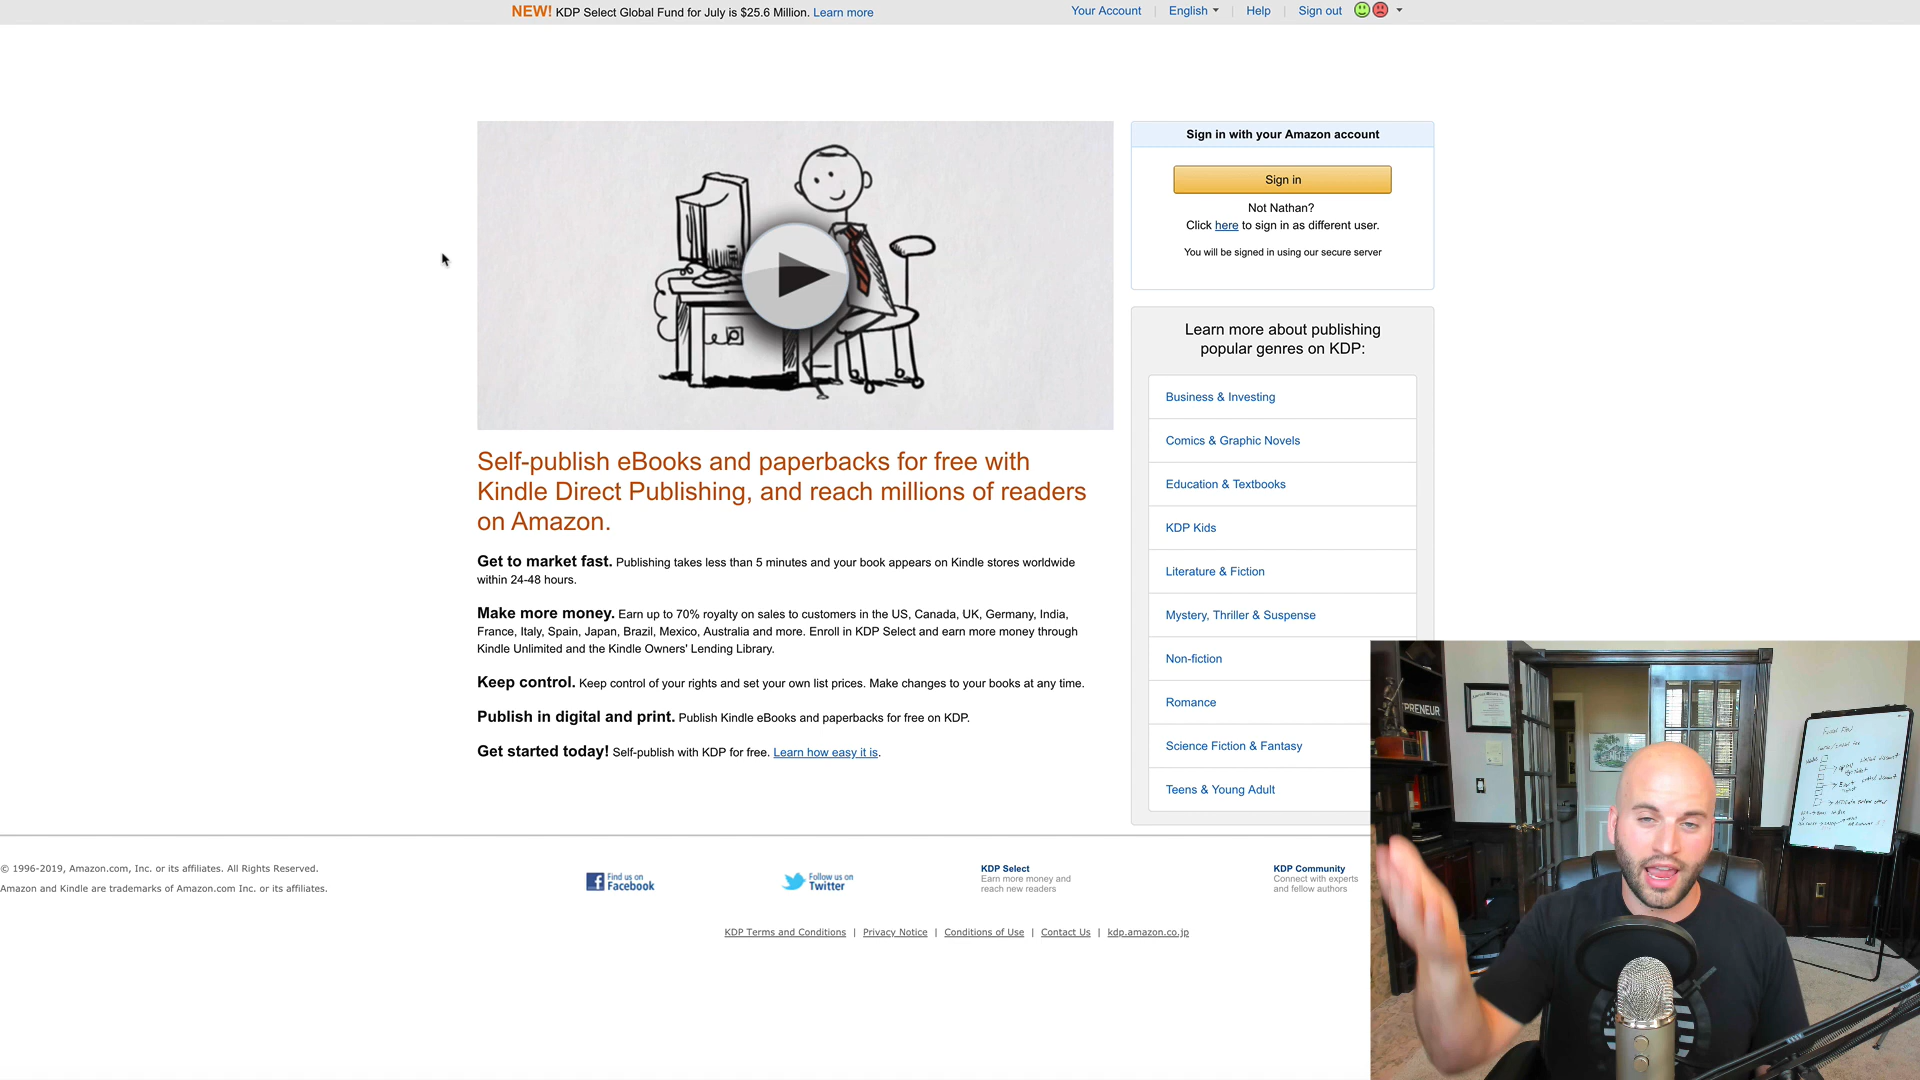 NEW! KDP Select Global Fund for July is $25.6 Million. Learn more
Your Account
English
Help
Sign out
Sign in with your Amazon account
Sign in
Not Nathan?
Click here to sign in as different user.
You will be signed in using our secure server
Learn more about publishing
popular genres on KDP:
Business & Investing
Comics & Graphic Novels
Education & Textbooks
KDP Kids
Literature & Fiction
Mystery, Thriller & Suspense
Non-fiction
Romance
Science Fiction & Fantasy
Teens & Young Adult
Self-publish eBooks and paperbacks for free with
Kindle Direct Publishing, and reach millions of readers
on Amazon.
Get to market fast. Publishing takes less than 5 minutes and your book appears on Kindle stores worldwide
within 24-48 hours.
Make more money. Earn up to 70% royalty on sales to customers in the US, Canada, UK, Germany, India,
France, Italy, Spain, Japan, Brazil, Mexico, Australia and more. Enroll in KDP Select and earn more money through
Kindle Unlimited and the Kindle Owners' Lending Library.
Keep control. Keep control of your rights and set your own list prices. Make changes to your books at any time.
Publish in digital and print. Publish Kindle eBooks and paperbacks for free on KDP.
Get started today! Self-publish with KDP for free. Learn how easy it is.
© 1996-2019, Amazon.com, Inc. or its affiliates. All Rights Reserved.
Amazon and Kindle are trademarks of Amazon.com Inc. or its affiliates.
Find us on
Facebook
Follow us on
Twitter
KDP Select
Earn more money and
reach new readers
KDP Community
Connect with experts
and fellow authors
KDP Terms and Conditions | Privacy Notice | Conditions of Use | Contact Us | kdp.amazon.co.jp
PRENEUR